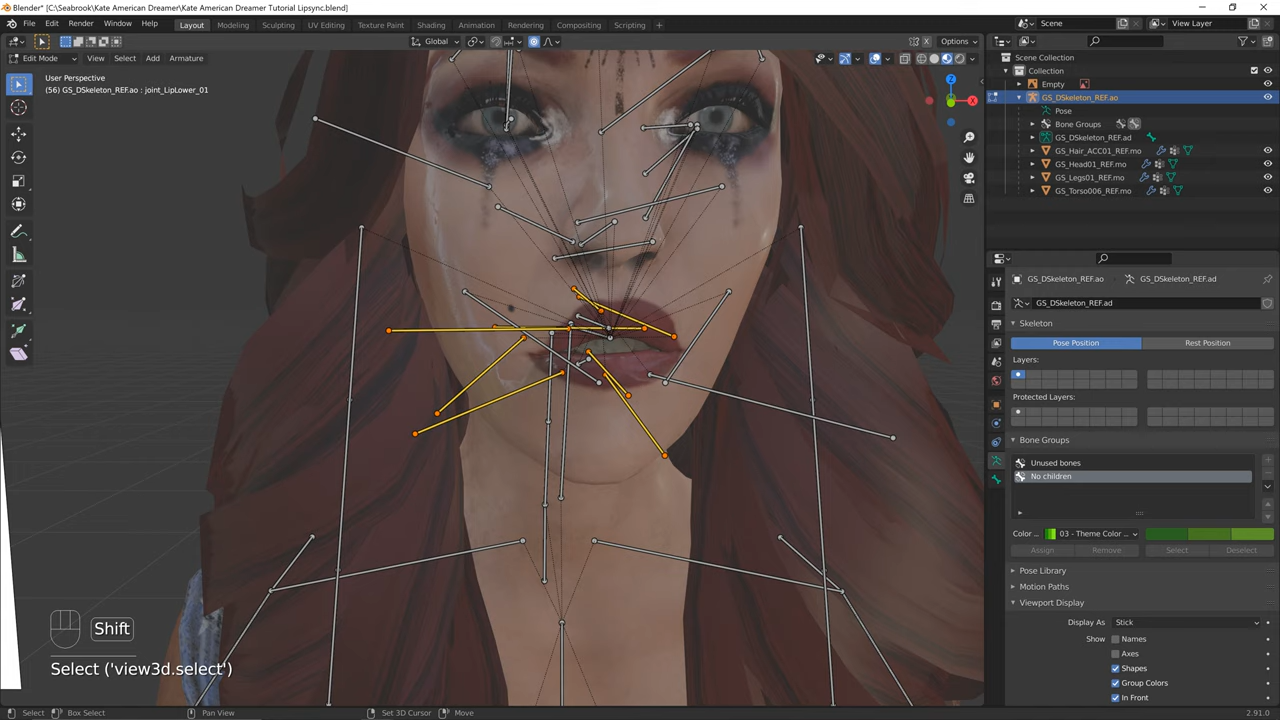 Blender* [C:\Seabrook\Kate American Dreamer\Kate American Dreamer Tutorial Lipsync.blend]
File Edit Render Window Help Layout Modeling Sculpting UV Editing Texture Paint Shading Animation Rendering Compositing Scripting Scene View Layer
Global Options
Edit Mode View Select Add Armature
User Perspective
(56) GS_DSkeleton_REF.ao : joint_LipLower_01
X
Z
Scene Collection
Collection
Empty
GS_DSkeleton_REF.ao
Pose
Bone Groups
GS_DSkeleton_REF.ad
GS_Hair_ACC01_REF.mo
GS_Head01_REF.mo
GS_Legs01_REF.mo
GS_Torso006_REF.mo
GS_DSkeleton_REF.ao GS_DSkeleton_REF.ad
GS_DSkeleton_REF.ad
Skeleton
Pose Position Rest Position
Layers:
Protected Layers:
Bone Groups
Unused bones
No children
Color ... 03 - Theme Color ...
Assign Remove Select Deselect
Pose Library
Motion Paths
Viewport Display
Display As Stick
Show Names
Axes
Shapes
Group Colors
In Front
Shift
Select ('view3d.select')
Select Box Select Pan View Set 3D Cursor Move 2.91.0